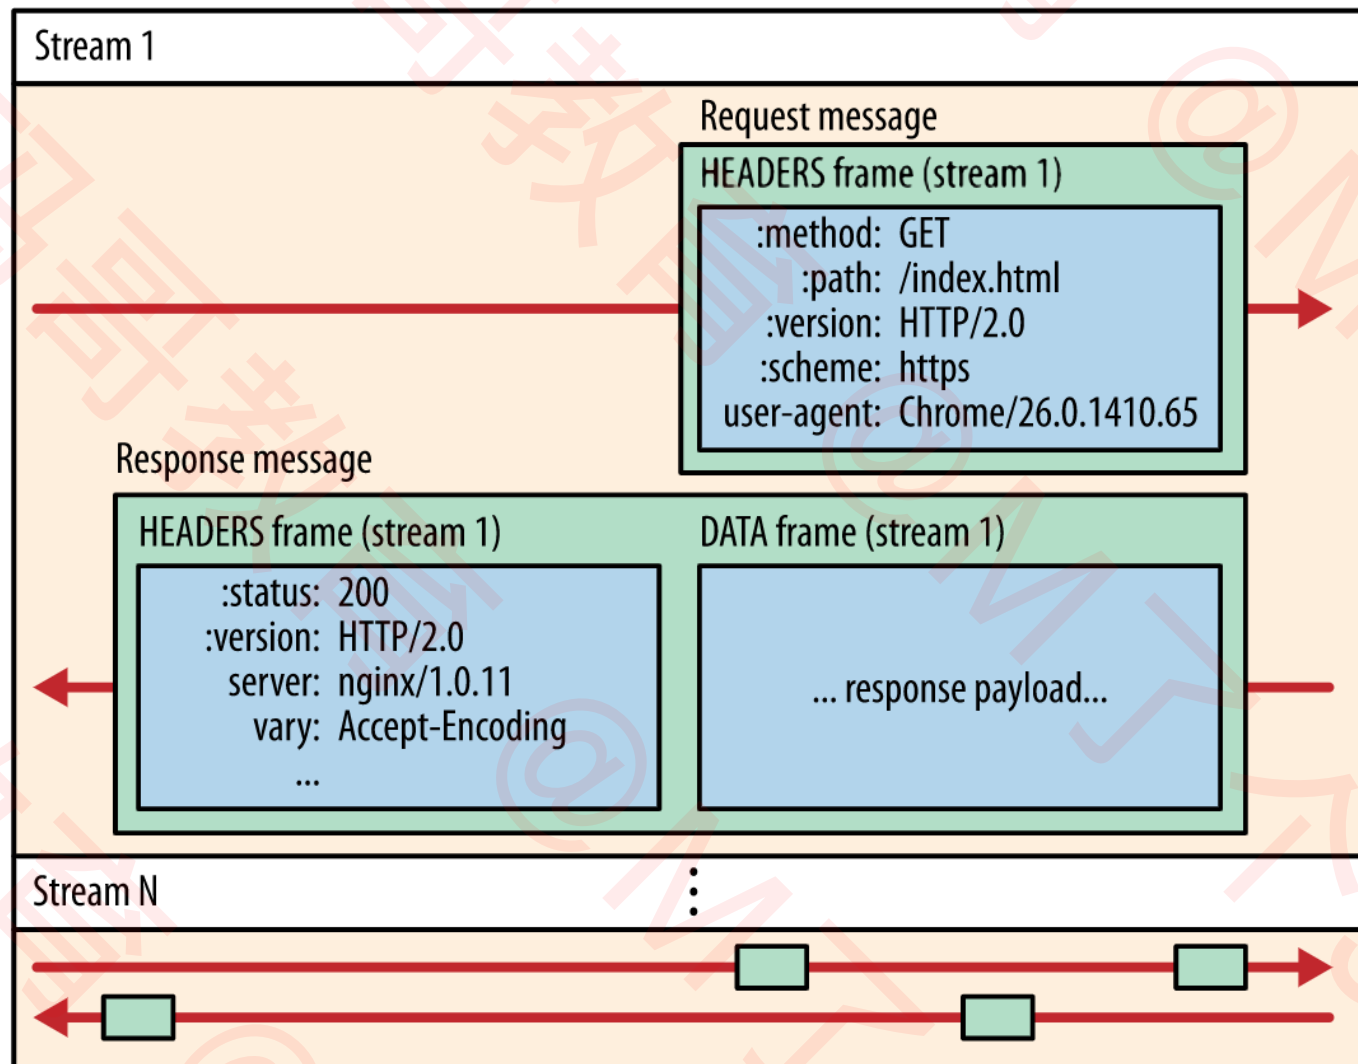 Stream 1
Request message
HEADERS frame (stream 1)
:method: GET
:path: /index.html
:version: HTTP/2.0
:scheme: https
user-agent: Chrome/26.0.1410.65
Response message
HEADERS frame (stream 1)
:status: 200
:version: HTTP/2.0
server: nginx/1.0.11
vary: Accept-Encoding
...
DATA frame (stream 1)
... response payload...
Stream N